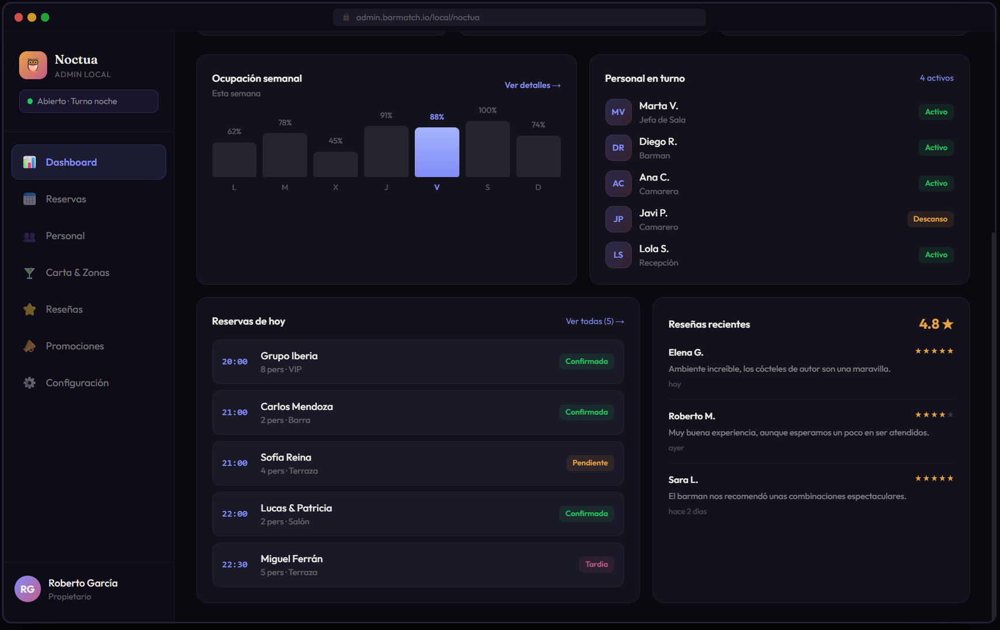 admin.barmatch.io/local/noctua
Noctua
ADMIN LOCAL
Abierto · Turno noche
Dashboard
Reservas
Personal
Carta & Zonas
Reseñas
Promociones
Configuración
Roberto García
Propietario
RG
Ocupación semanal
Esta semana
Ver detalles →
62%
78%
45%
91%
88%
100%
74%
L
M
X
J
V
S
D
Personal en turno
4 activos
MV
Marta V.
Jefa de Sala
Activo
DR
Diego R.
Barman
Activo
AC
Ana C.
Camarera
Activo
JP
Javi P.
Camarero
Descanso
LS
Lola S.
Recepción
Activo
Reservas de hoy
Ver todas (5) →
20:00
Grupo Iberia
8 pers · VIP
Confirmada
21:00
Carlos Mendoza
2 pers · Barra
Confirmada
21:00
Sofía Reina
4 pers · Terraza
Pendiente
22:00
Lucas & Patricia
2 pers · Salón
Confirmada
22:30
Miguel Ferrán
5 pers · Terraza
Tardía
Reseñas recientes
4.8 ★
Elena G.
★★★★★
Ambiente increíble, los cócteles de autor son una maravilla.
hoy
Roberto M.
★★★★★
Muy buena experiencia, aunque esperamos un poco en ser atendidos.
ayer
Sara L.
★★★★★
El barman nos recomendó unas combinaciones espectaculares.
hace 2 días